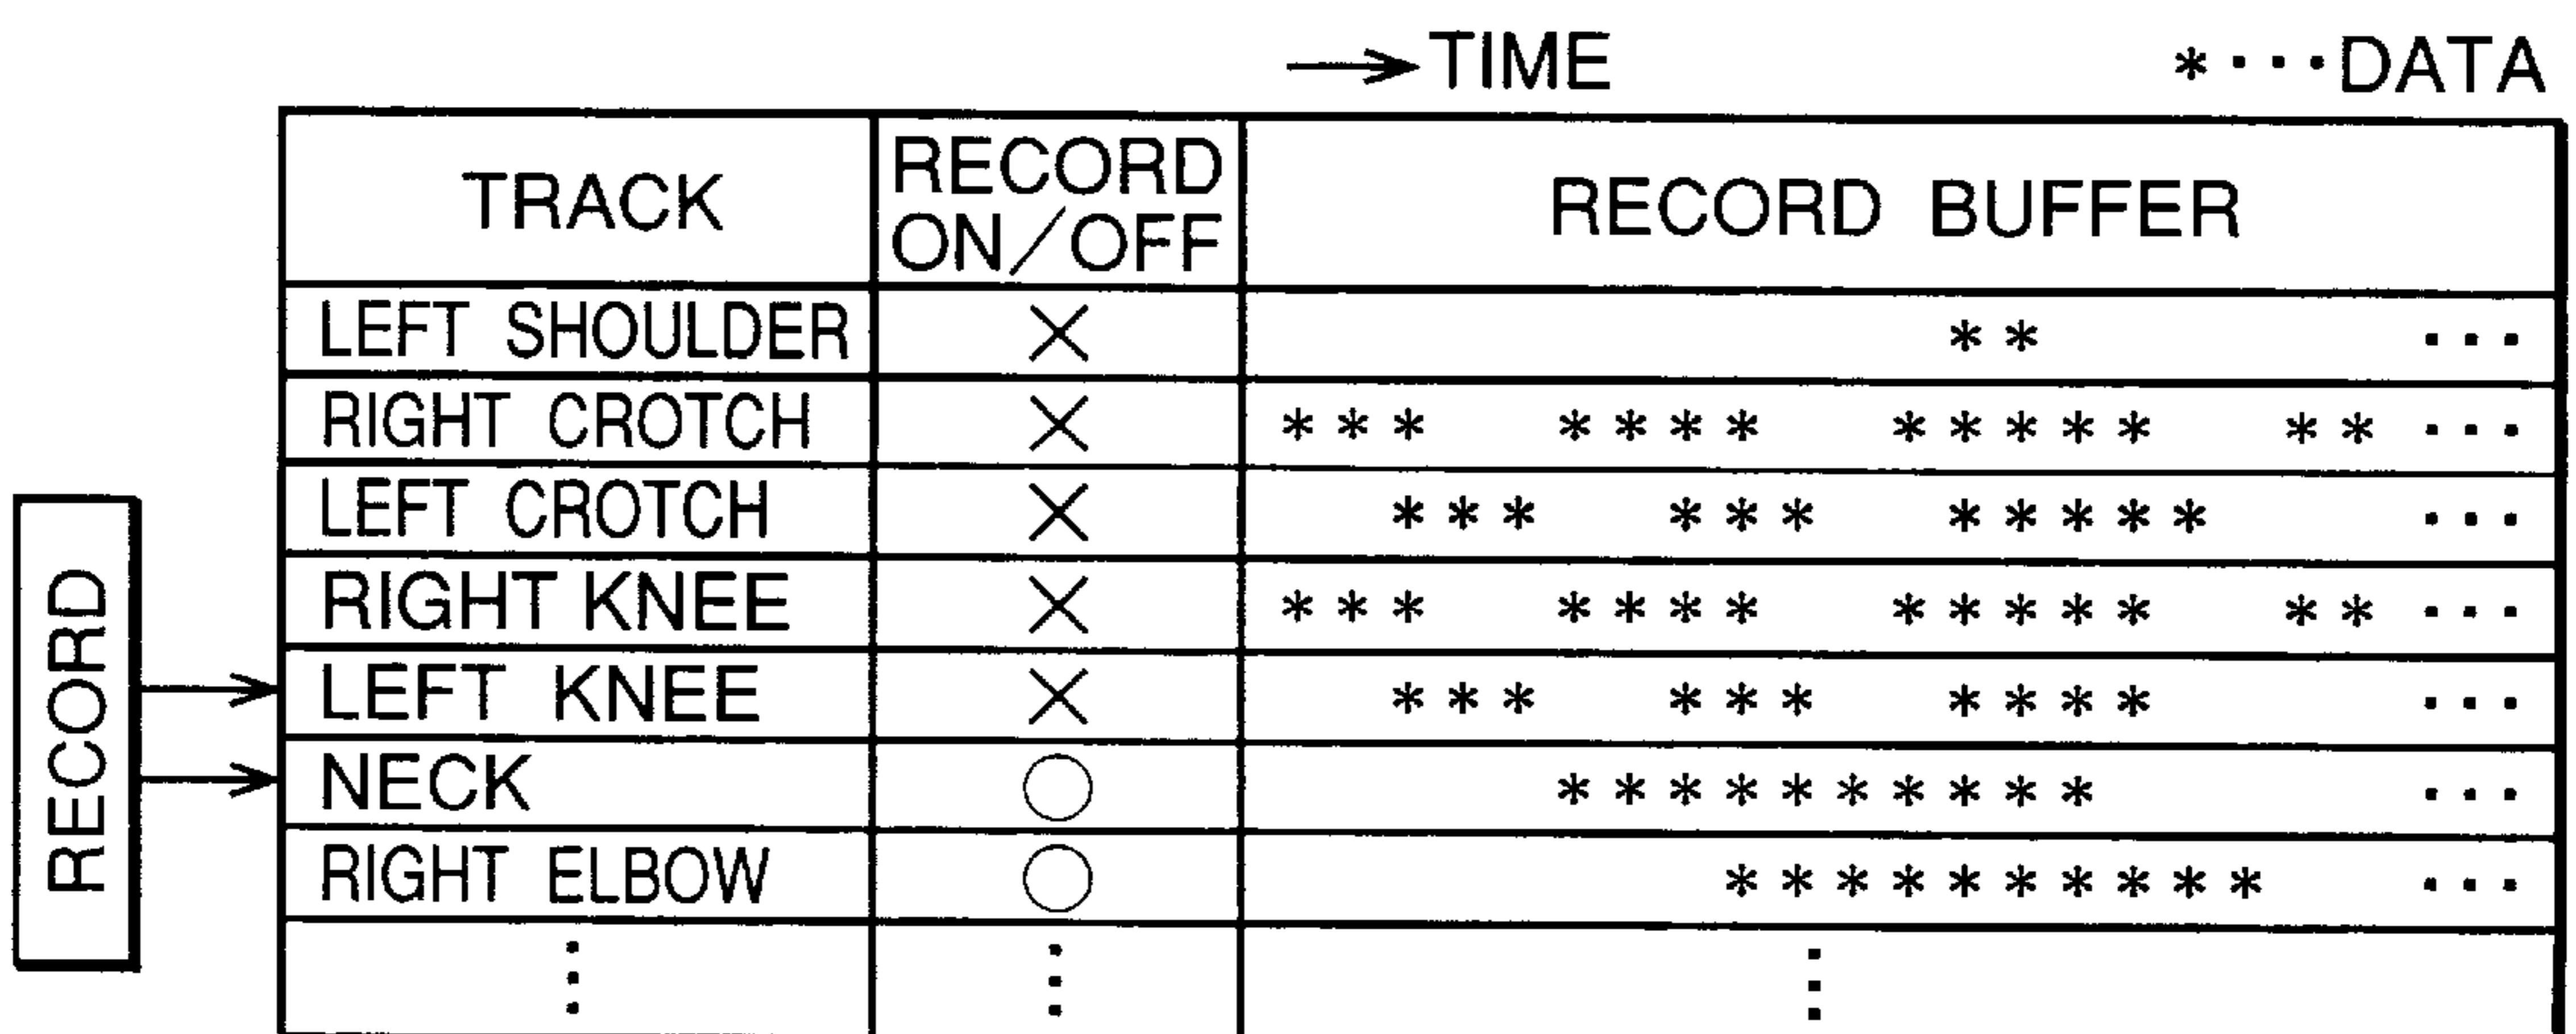 →TIME *···DATA
TRACK RECORD ON/OFF RECORD BUFFER
LEFT SHOULDER × ** ···
RIGHT CROTCH × *** **** ***** ** ···
LEFT CROTCH × *** *** ***** ···
RIGHT KNEE × *** **** ***** ** ···
LEFT KNEE × *** *** **** ···
NECK ○ ********** ···
RIGHT ELBOW ○ ********** ···
RECORD